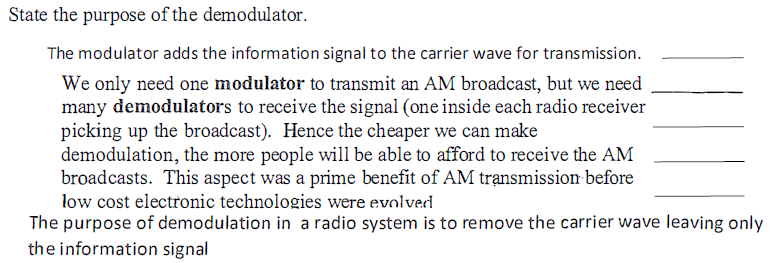 State the purpose of the demodulator.
The modulator adds the information signal to the carrier wave for transmission.
We only need one modulator to transmit an AM broadcast, but we need
many demodulators to receive the signal (one inside each radio receiver
picking up the broadcast). Hence the cheaper we can make
demodulation, the more people will be able to afford to receive the AM
broadcasts. This aspect was a prime benefit of AM transmission before
low cost electronic technologies were evolved
The purpose of demodulation in a radio system is to remove the carrier wave leaving only
the information signal